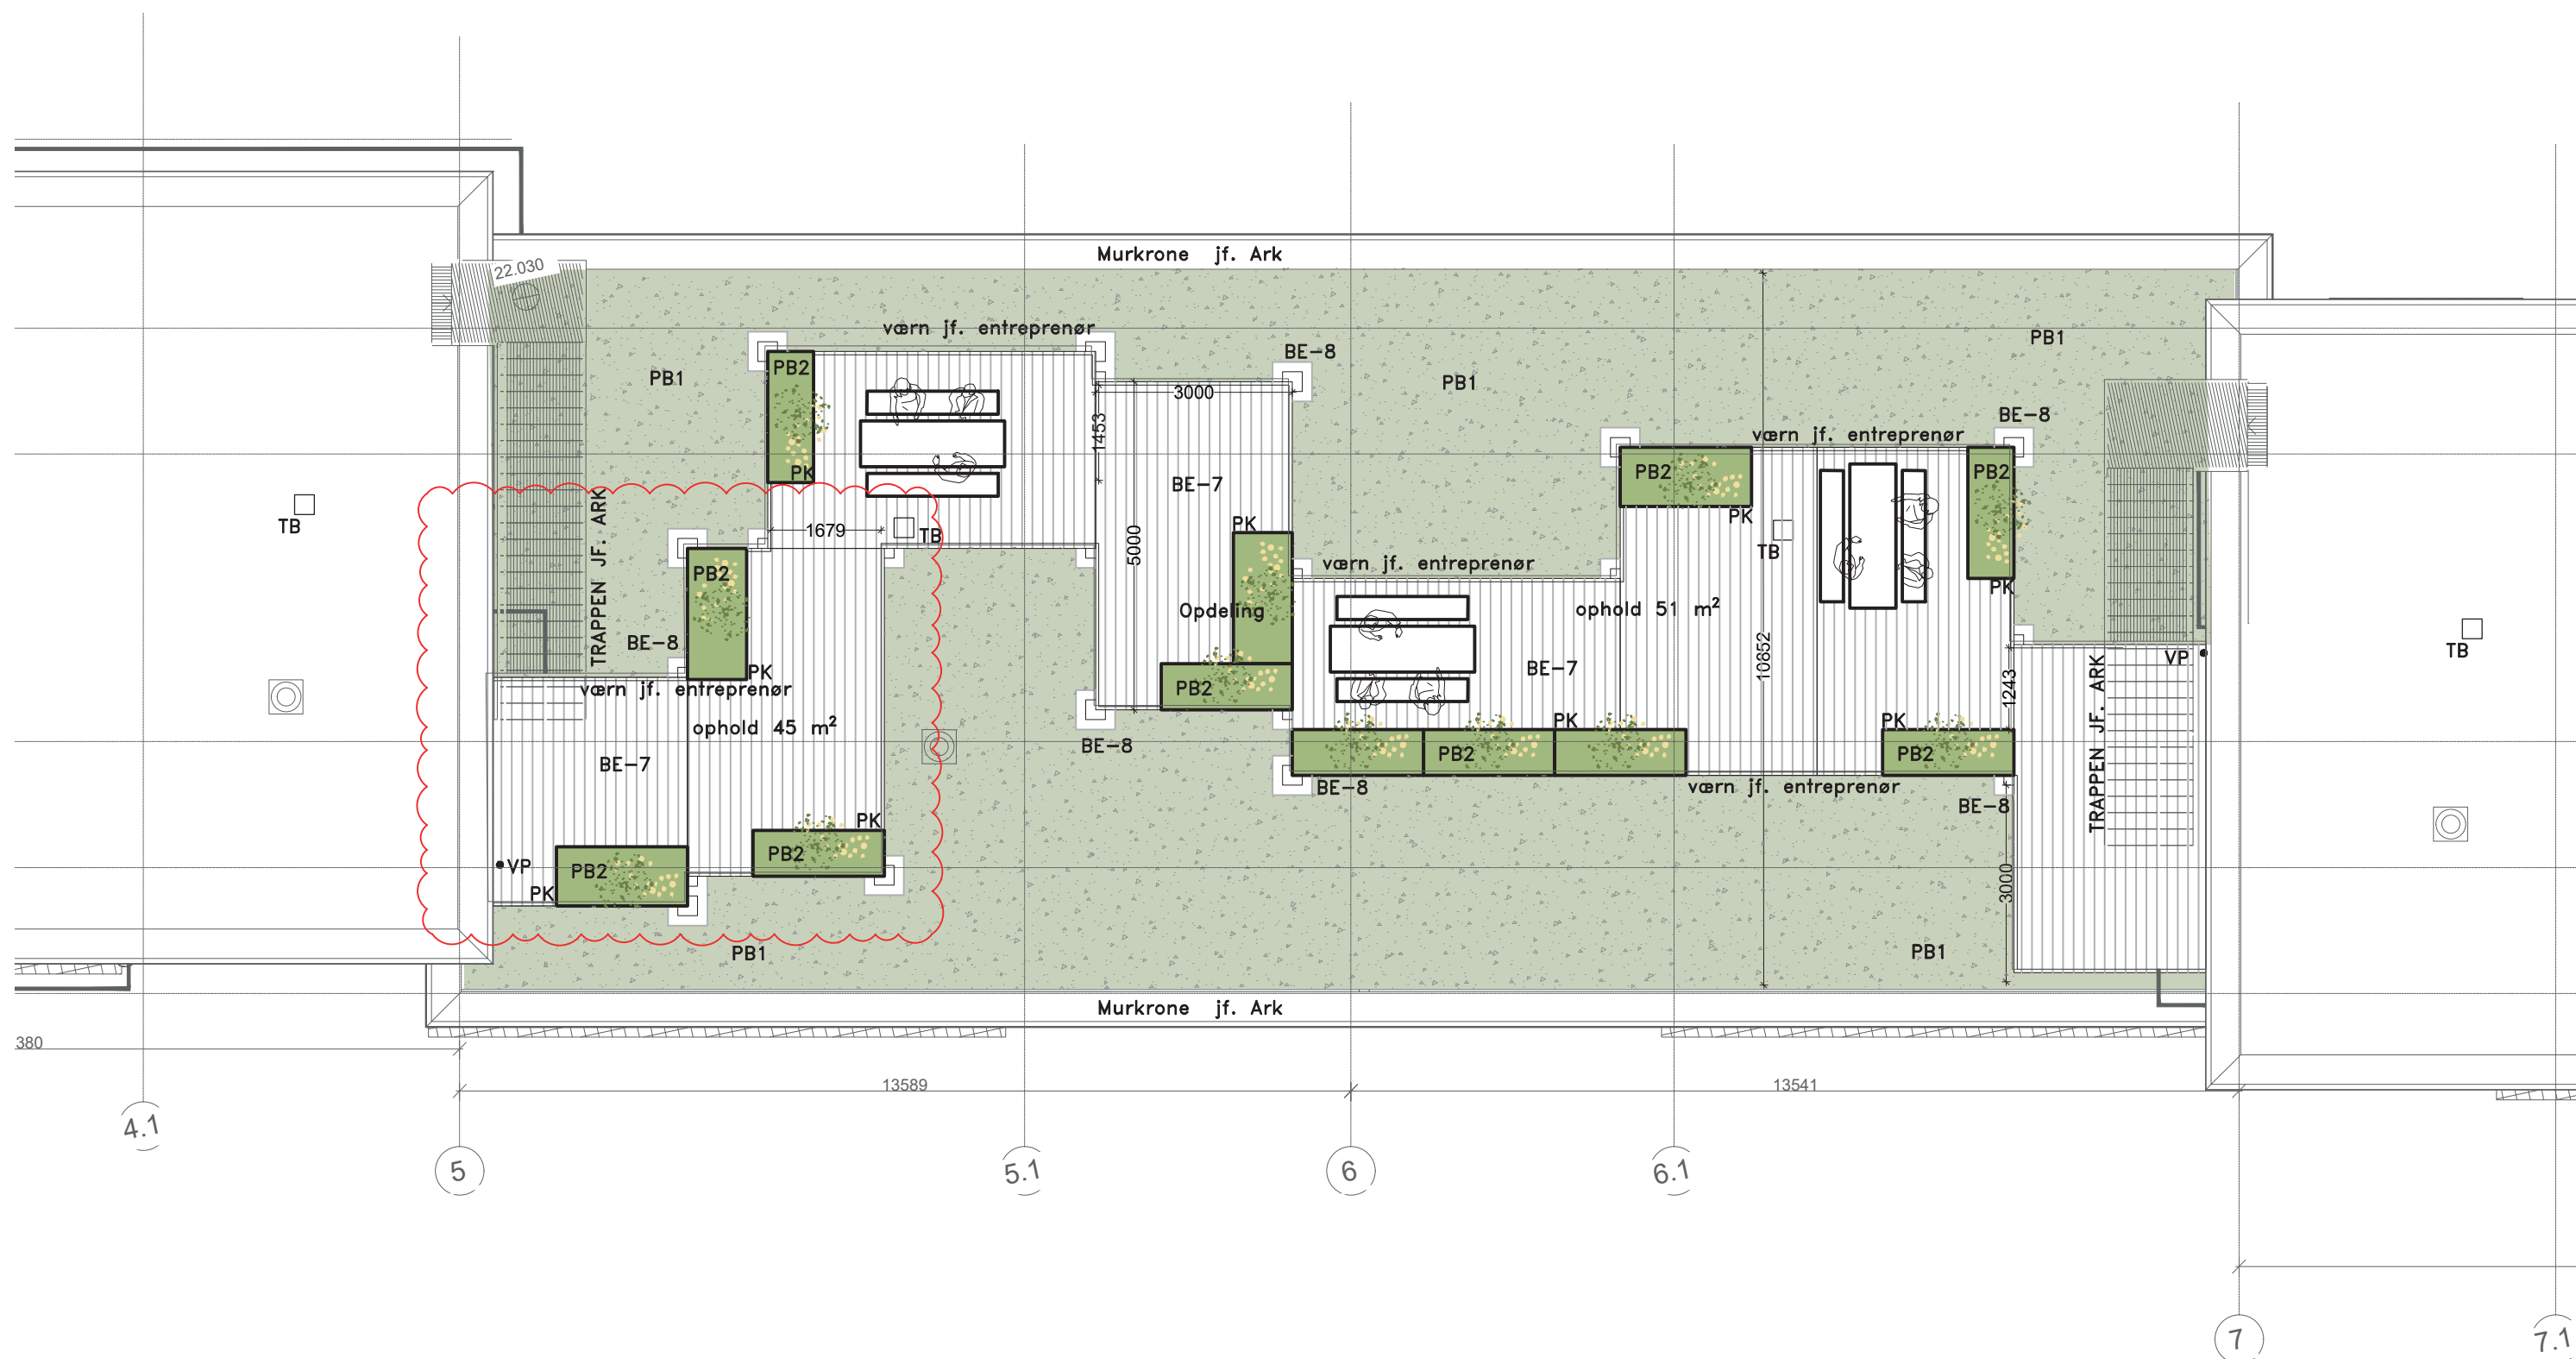 22.030
Murkrone jf. Ark
værn jf. entreprenør
BE-8
PB1
PB2
PB1
PB1
3000
1453
BE-8
værn jf. entreprenør
PB2
PB2
PK
BE-7
PK
TB
TB
1679
TB
PK
TB
5000
værn jf. entreprenør
PB2
TRAPPEN JF. ARK
PK
Opdeling
ophold 51 m²
BE-8
10852
VP
TB
PK
værn jf. entreprenør
PB2
BE-7
1243
TRAPPEN JF. ARK
ophold 45 m²
PK
PK
BE-7
BE-8
PB2
PB2
BE-8
værn jf. entreprenør
BE-8
PK
PB2
VP
PB2
PK
3000
PB1
PB1
Murkrone jf. Ark
380
13589
13541
4.1
5
5.1
6
6.1
7
7.1